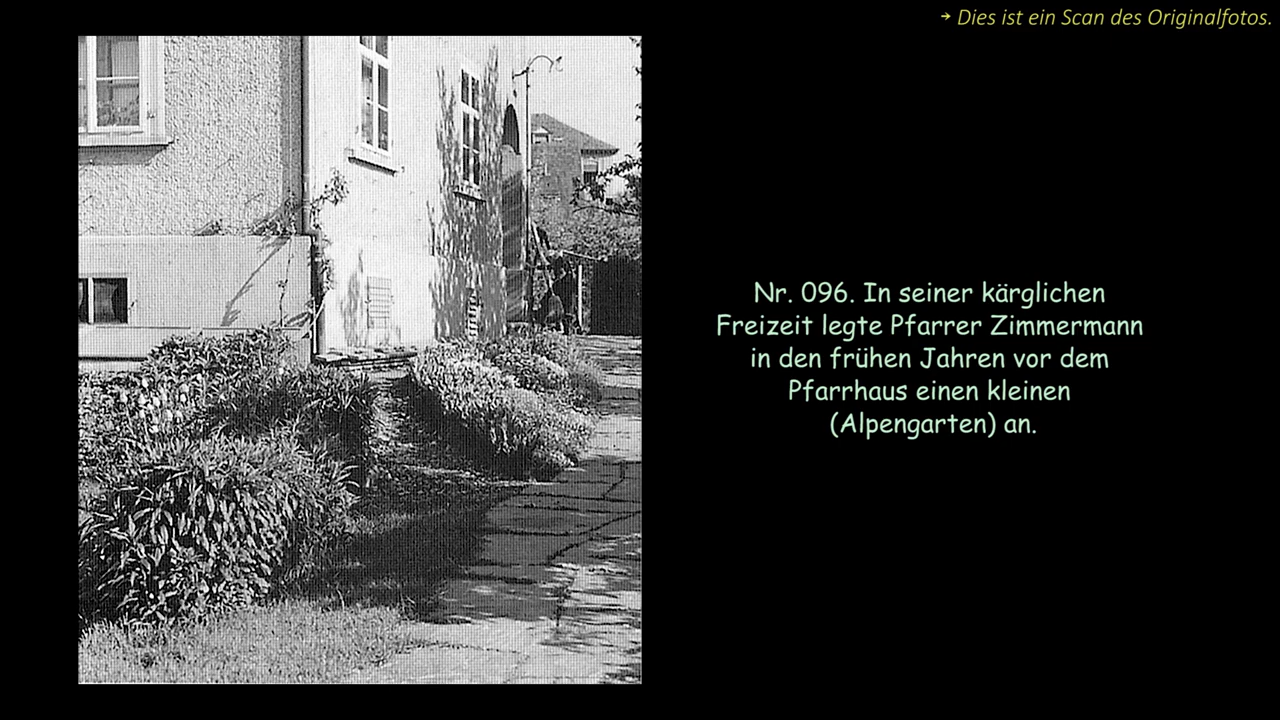 → Dies ist ein Scan des Originalfotos.
Nr. 096. In seiner kärglichen
Freizeit legte Pfarrer Zimmermann
in den frühen Jahren vor dem
Pfarrhaus einen kleinen
(Alpengarten) an.